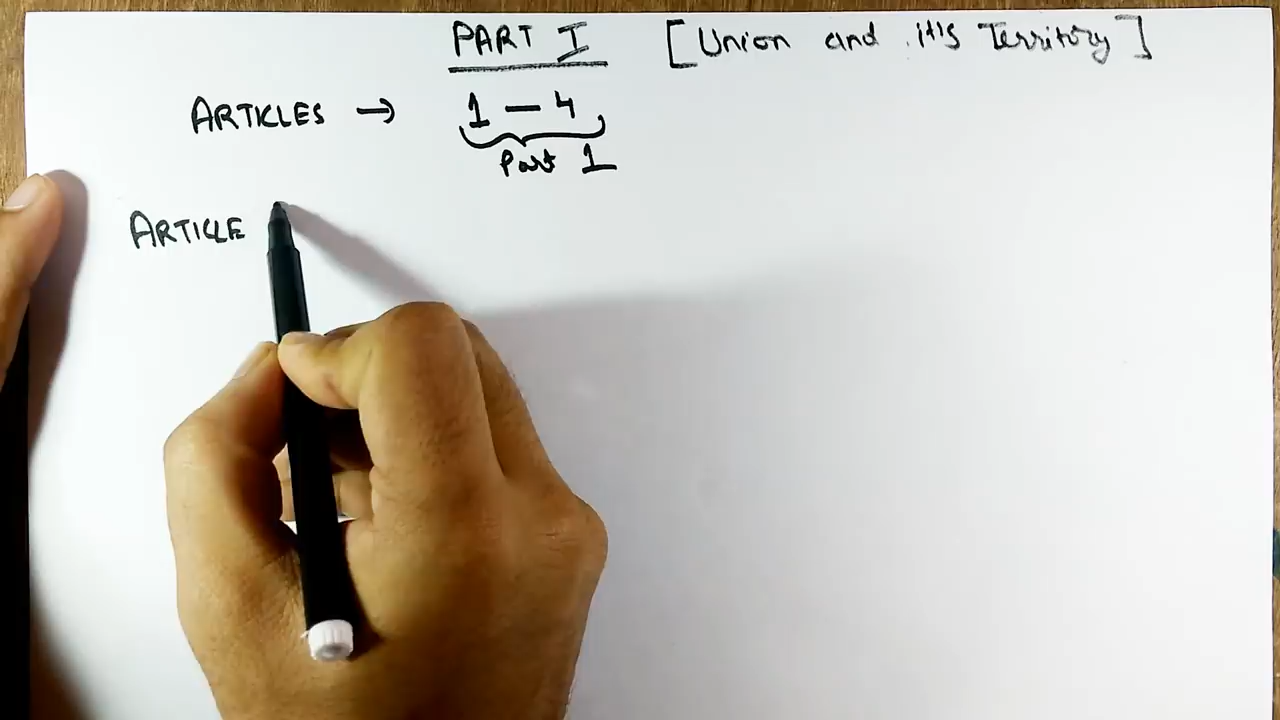 PART I [Union and it's Territory]
ARTICLES → 1 — 4
Part 1
ARTICLE